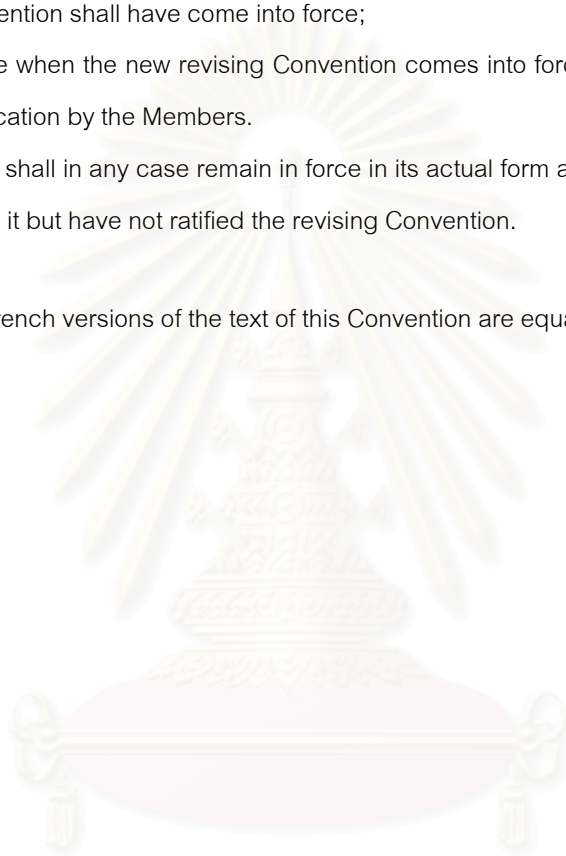 ention shall have come into force;
e when the new revising Convention comes into forc
cation by the Members.
shall in any case remain in force in its actual form a
it but have not ratified the revising Convention.
rench versions of the text of this Convention are equa